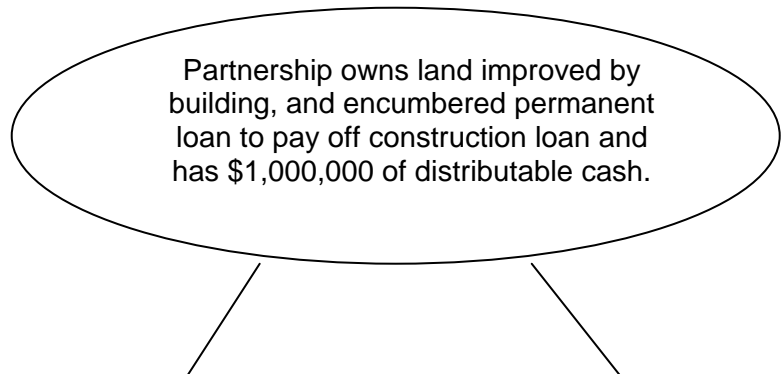 Partnership owns land improved by
building, and encumbered permanent
loan to pay off construction loan and
has $1,000,000 of distributable cash.